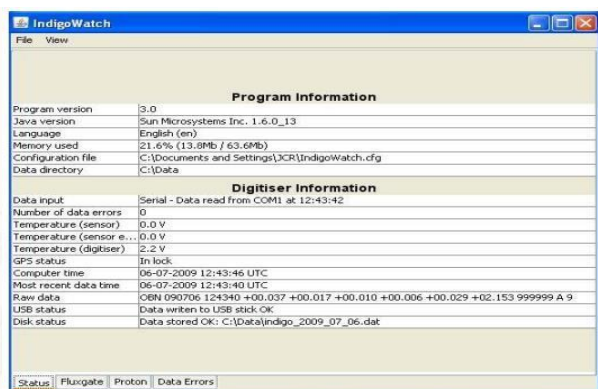 IndigoWatch
File View
Program Information
Program version 3.0
Java version Sun Microsystems Inc. 1.6.0_13
Language English (en)
Memory used 21.6% (13.8Mb / 63.6Mb)
Configuration file C:\Documents and Settings\JCR\IndigoWatch.cfg
Data directory C:\Data
Digitiser Information
Data input Serial - Data read from COM1 at 12:43:42
Number of data errors 0
Temperature (sensor) 0.0 V
Temperature (sensor e... 0.0 V
Temperature (digitiser) 2.2 V
GPS status In lock
Computer time 06-07-2009 12:43:46 UTC
Most recent data time 06-07-2009 12:43:40 UTC
Raw data OBN 090706 124340 +00.037 +00.017 +00.010 +00.006 +00.029 +02.153 999999 A 9
USB status Data writen to USB stick OK
Disk status Data stored OK: C:\Data\indigo_2009_07_06.dat
Status Fluxgate Proton Data Errors